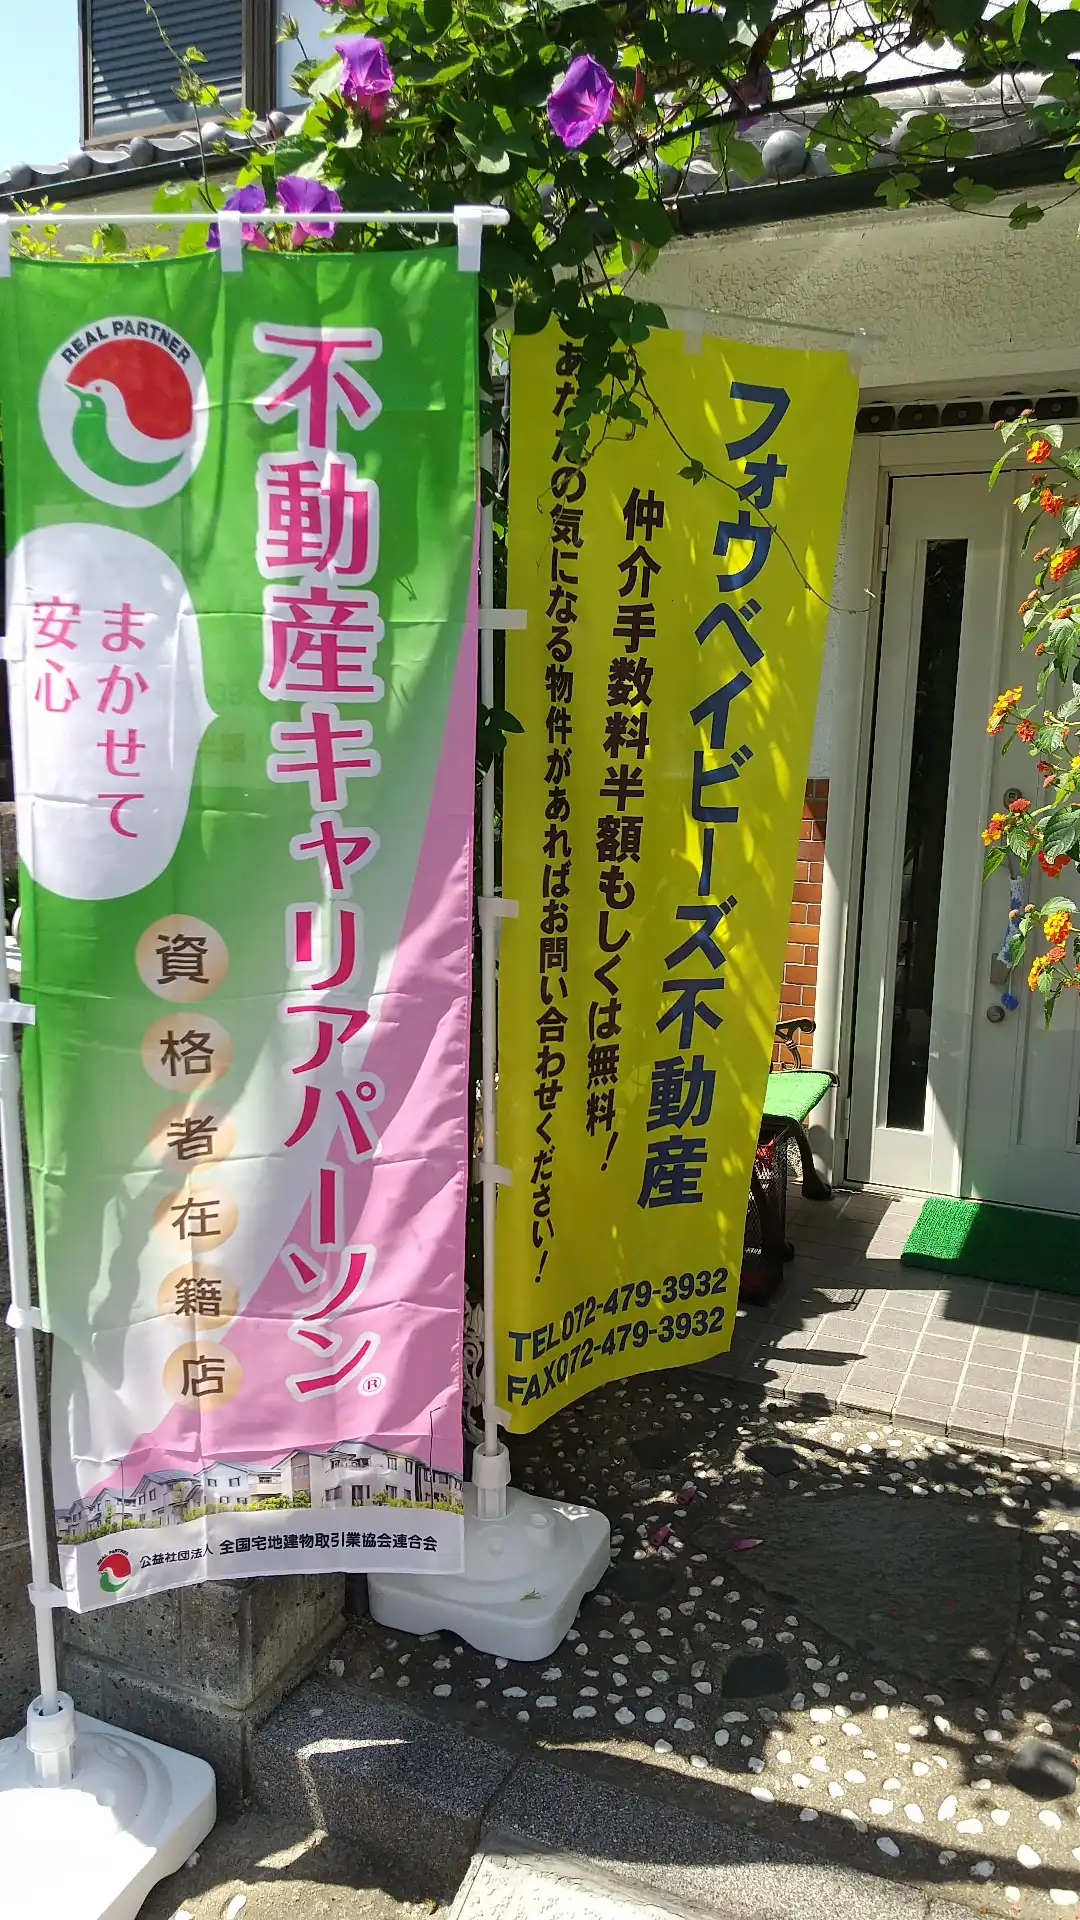 REAL PARTNER
不動産キャリアパーソン®
まかせて
安心
資格者在籍店
REAL PARTNER
公益社団法人 全国宅地建物取引業協会連合会
フォウベイビーズ不動産
仲介手数料半額もしくは無料!
あなたの気になる物件があればお問い合わせください!
TEL072-479-3932
FAX072-479-3932